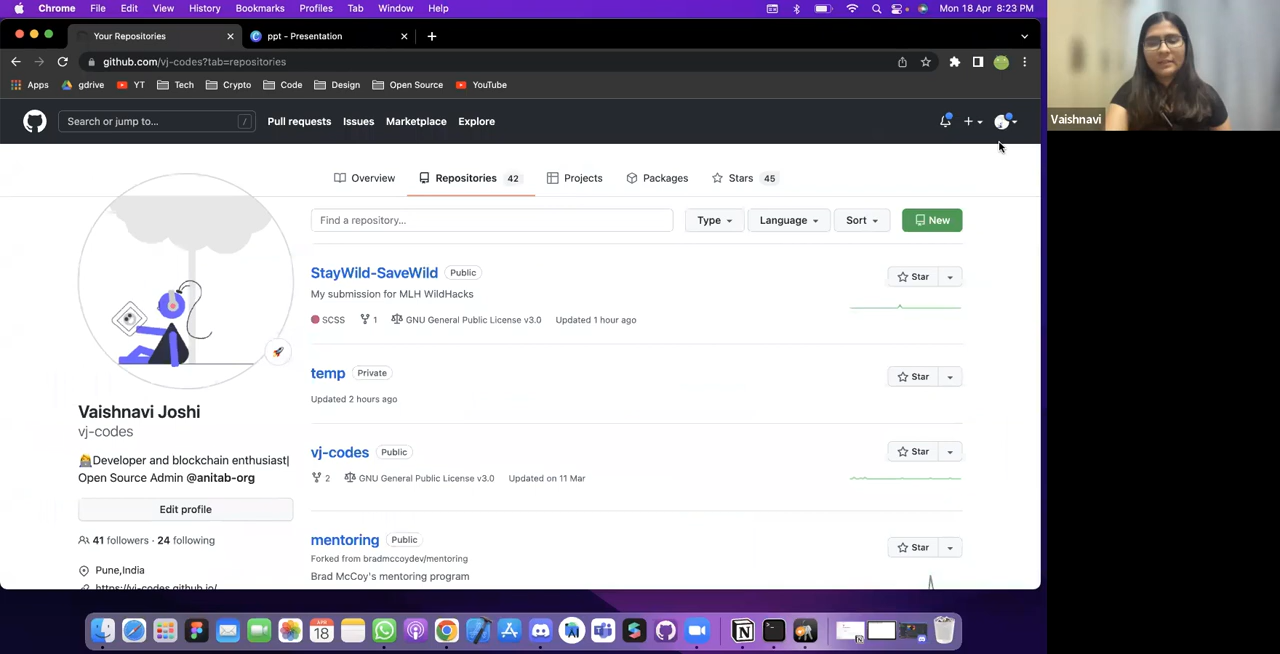 Chrome File Edit View History Bookmarks Profiles Tab Window Help Mon 18 Apr 8:23 PM
Your Repositories ppt - Presentation
github.com/vj-codes?tab=repositories
Apps gdrive YT Tech Crypto Code Design Open Source YouTube
Search or jump to... / Pull requests Issues Marketplace Explore
Vaishnavi
Overview Repositories 42 Projects Packages Stars 45
Find a repository... Type Language Sort New
StayWild-SaveWild Public Star
My submission for MLH WildHacks
SCSS 1 GNU General Public License v3.0 Updated 1 hour ago
temp Private Star
Updated 2 hours ago
Vaishnavi Joshi
vj-codes
Developer and blockchain enthusiast|
Open Source Admin @anitab-org
Edit profile
41 followers · 24 following
Pune,India
https://vj-codes.github.io/
vj-codes Public Star
2 GNU General Public License v3.0 Updated on 11 Mar
mentoring Public Star
Forked from bradmccoydev/mentoring
Brad McCoy's mentoring program
APR
18